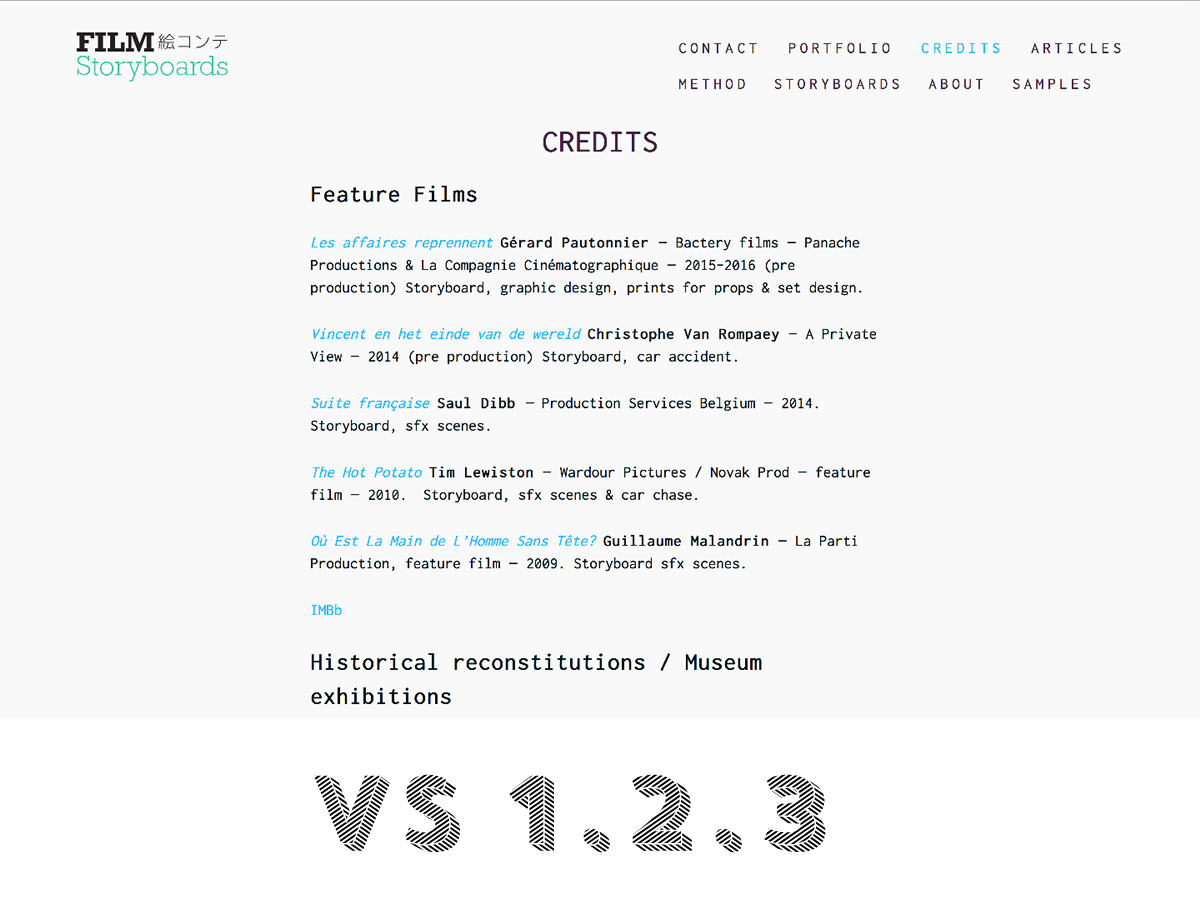 FILM 絵コンテ
Storyboards
CONTACT PORTFOLIO CREDITS ARTICLES
METHOD STORYBOARDS ABOUT SAMPLES
CREDITS
Feature Films
Les affaires reprennent Gérard Pautonnier — Bactery films — Panache
Productions & La Compagnie Cinématographique — 2015-2016 (pre
production) Storyboard, graphic design, prints for props & set design.
Vincent en het einde van de wereld Christophe Van Rompaey — A Private
View — 2014 (pre production) Storyboard, car accident.
Suite française Saul Dibb — Production Services Belgium — 2014.
Storyboard, sfx scenes.
The Hot Potato Tim Lewiston — Wardour Pictures / Novak Prod — feature
film — 2010. Storyboard, sfx scenes & car chase.
Où Est La Main de L’Homme Sans Tête? Guillaume Malandrin — La Parti
Production, feature film — 2009. Storyboard sfx scenes.
IMBb
Historical reconstitutions / Museum
exhibitions
VS 1.2.3